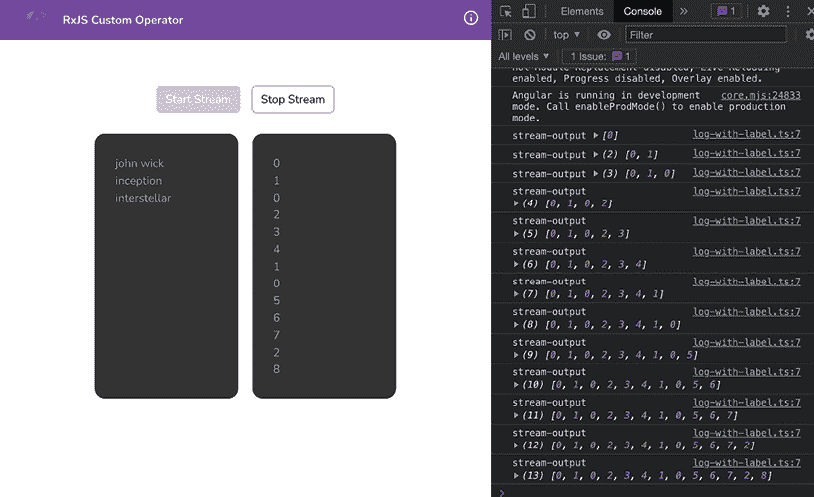 RxJS Custom Operator
Start Stream
Stop Stream
john wick
inception
interstellar
0
1
0
2
3
4
1
0
5
6
7
2
8
Elements
Console
»
1
top ▼
Filter
All levels ▼
1 Issue: 1
Hot Module Replacement disabled, Live Reloading
enabled, Progress disabled, Overlay enabled.
Angular is running in development core.mjs:24833
mode. Call enableProdMode() to enable production
mode.
stream-output ▶ [0] log-with-label.ts:7
stream-output ▶ (2) [0, 1] log-with-label.ts:7
stream-output ▶ (3) [0, 1, 0] log-with-label.ts:7
stream-output log-with-label.ts:7
▶ (4) [0, 1, 0, 2]
stream-output log-with-label.ts:7
▶ (5) [0, 1, 0, 2, 3]
stream-output log-with-label.ts:7
▶ (6) [0, 1, 0, 2, 3, 4]
stream-output log-with-label.ts:7
▶ (7) [0, 1, 0, 2, 3, 4, 1]
stream-output log-with-label.ts:7
▶ (8) [0, 1, 0, 2, 3, 4, 1, 0]
stream-output log-with-label.ts:7
▶ (9) [0, 1, 0, 2, 3, 4, 1, 0, 5]
stream-output log-with-label.ts:7
▶ (10) [0, 1, 0, 2, 3, 4, 1, 0, 5, 6]
stream-output log-with-label.ts:7
▶ (11) [0, 1, 0, 2, 3, 4, 1, 0, 5, 6, 7]
stream-output log-with-label.ts:7
▶ (12) [0, 1, 0, 2, 3, 4, 1, 0, 5, 6, 7, 2]
stream-output log-with-label.ts:7
▶ (13) [0, 1, 0, 2, 3, 4, 1, 0, 5, 6, 7, 2, 8]
>